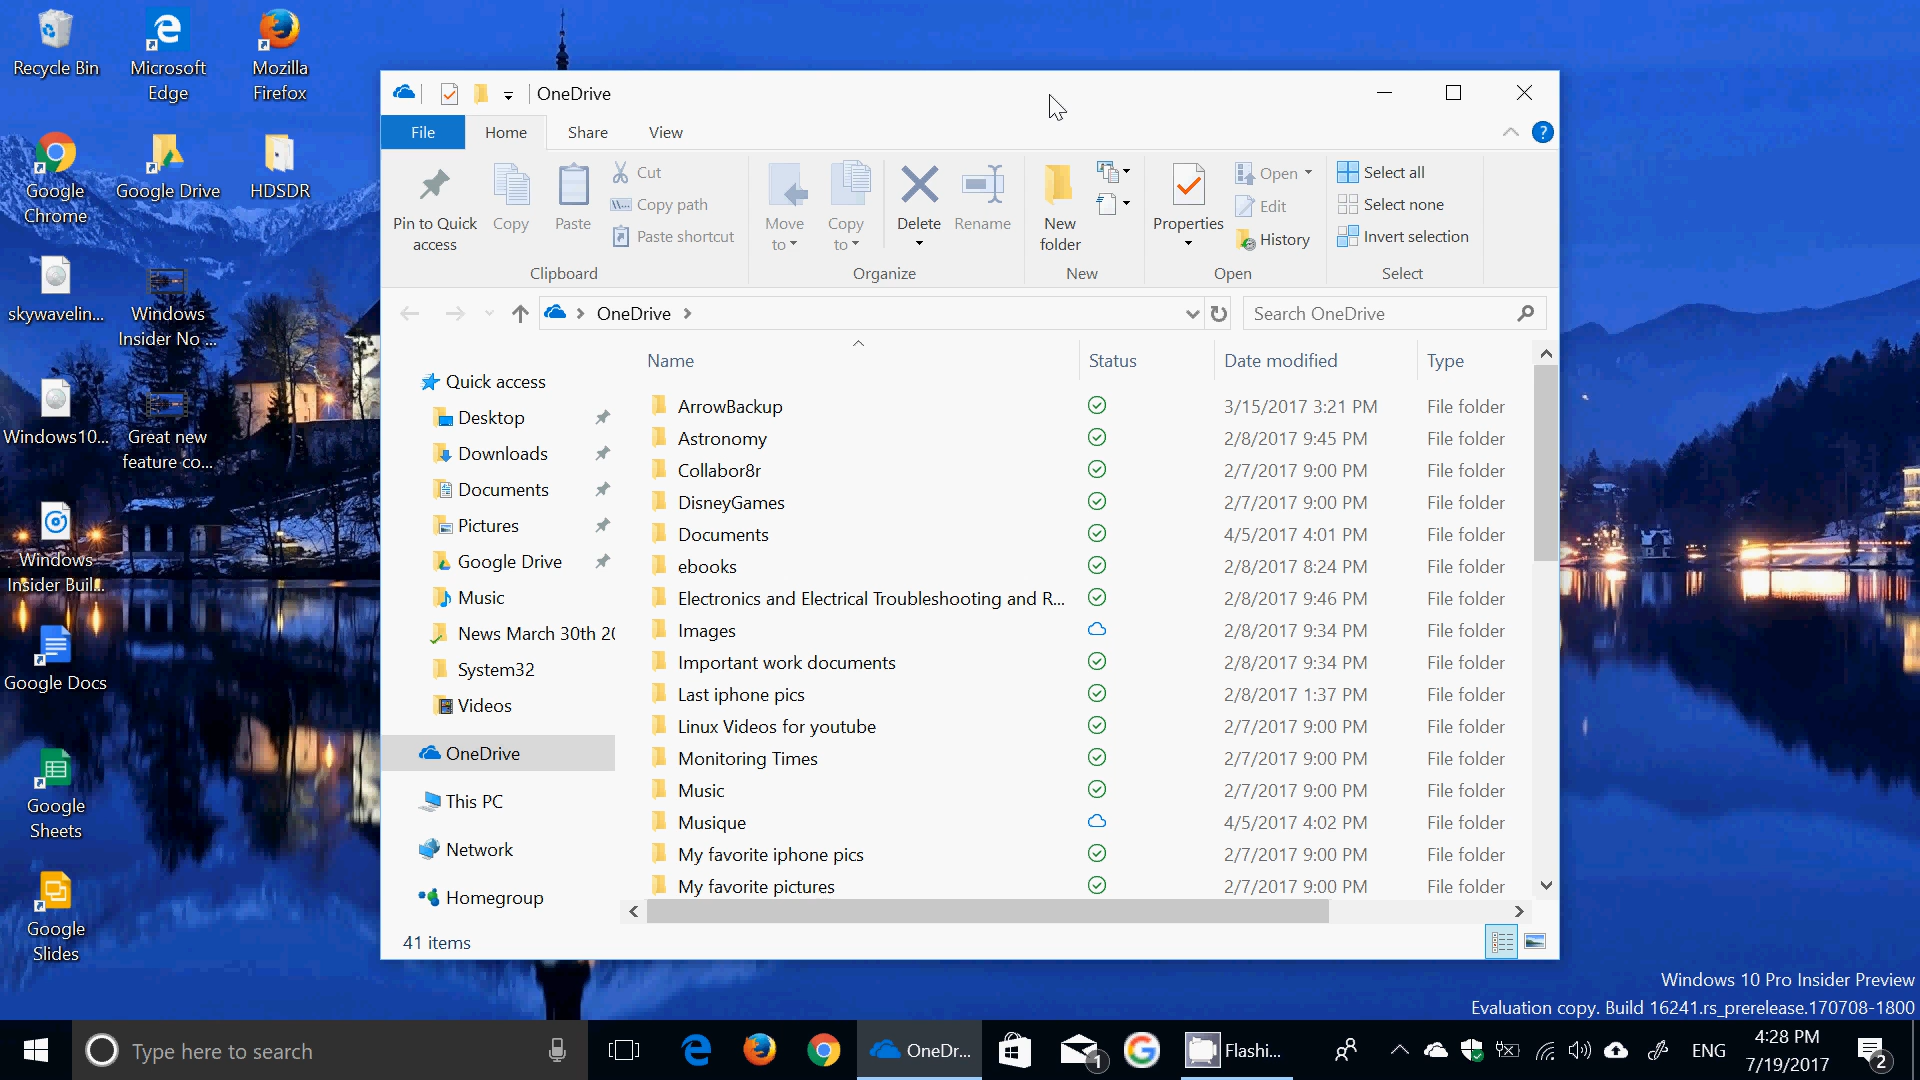 Recycle Bin
Microsoft
Edge
Mozilla
Firefox
Google
Chrome
Google Drive
HDSDR
skywavelin...
Windows
Insider No ...
Windows10...
Great new
feature co...
Windows
Insider Buil...
Google Docs
Google
Sheets
Google
Slides
OneDrive
File
Home
Share
View
?
Pin to Quick
access
Copy
Paste
Cut
Copy path
Paste shortcut
Clipboard
Move
to
Copy
to
Delete
Rename
Organize
New
folder
New
Properties
Open
Edit
History
Open
Select all
Select none
Invert selection
Select
OneDrive
Search OneDrive
Quick access
Desktop
Downloads
Documents
Pictures
Google Drive
Music
News March 30th 20
System32
Videos
OneDrive
This PC
Network
Homegroup
Name Status Date modified Type
ArrowBackup 3/15/2017 3:21 PM File folder
Astronomy 2/8/2017 9:45 PM File folder
Collabor8r 2/7/2017 9:00 PM File folder
DisneyGames 2/7/2017 9:00 PM File folder
Documents 4/5/2017 4:01 PM File folder
ebooks 2/8/2017 8:24 PM File folder
Electronics and Electrical Troubleshooting and R... 2/8/2017 9:46 PM File folder
Images 2/8/2017 9:34 PM File folder
Important work documents 2/8/2017 9:34 PM File folder
Last iphone pics 2/8/2017 1:37 PM File folder
Linux Videos for youtube 2/7/2017 9:00 PM File folder
Monitoring Times 2/7/2017 9:00 PM File folder
Music 2/7/2017 9:00 PM File folder
Musique 4/5/2017 4:02 PM File folder
My favorite iphone pics 2/7/2017 9:00 PM File folder
My favorite pictures 2/7/2017 9:00 PM File folder
41 items
Windows 10 Pro Insider Preview
Evaluation copy. Build 16241.rs_prerelease.170708-1800
Type here to search
OneDr...
1
Flashi...
ENG
4:28 PM
7/19/2017
2